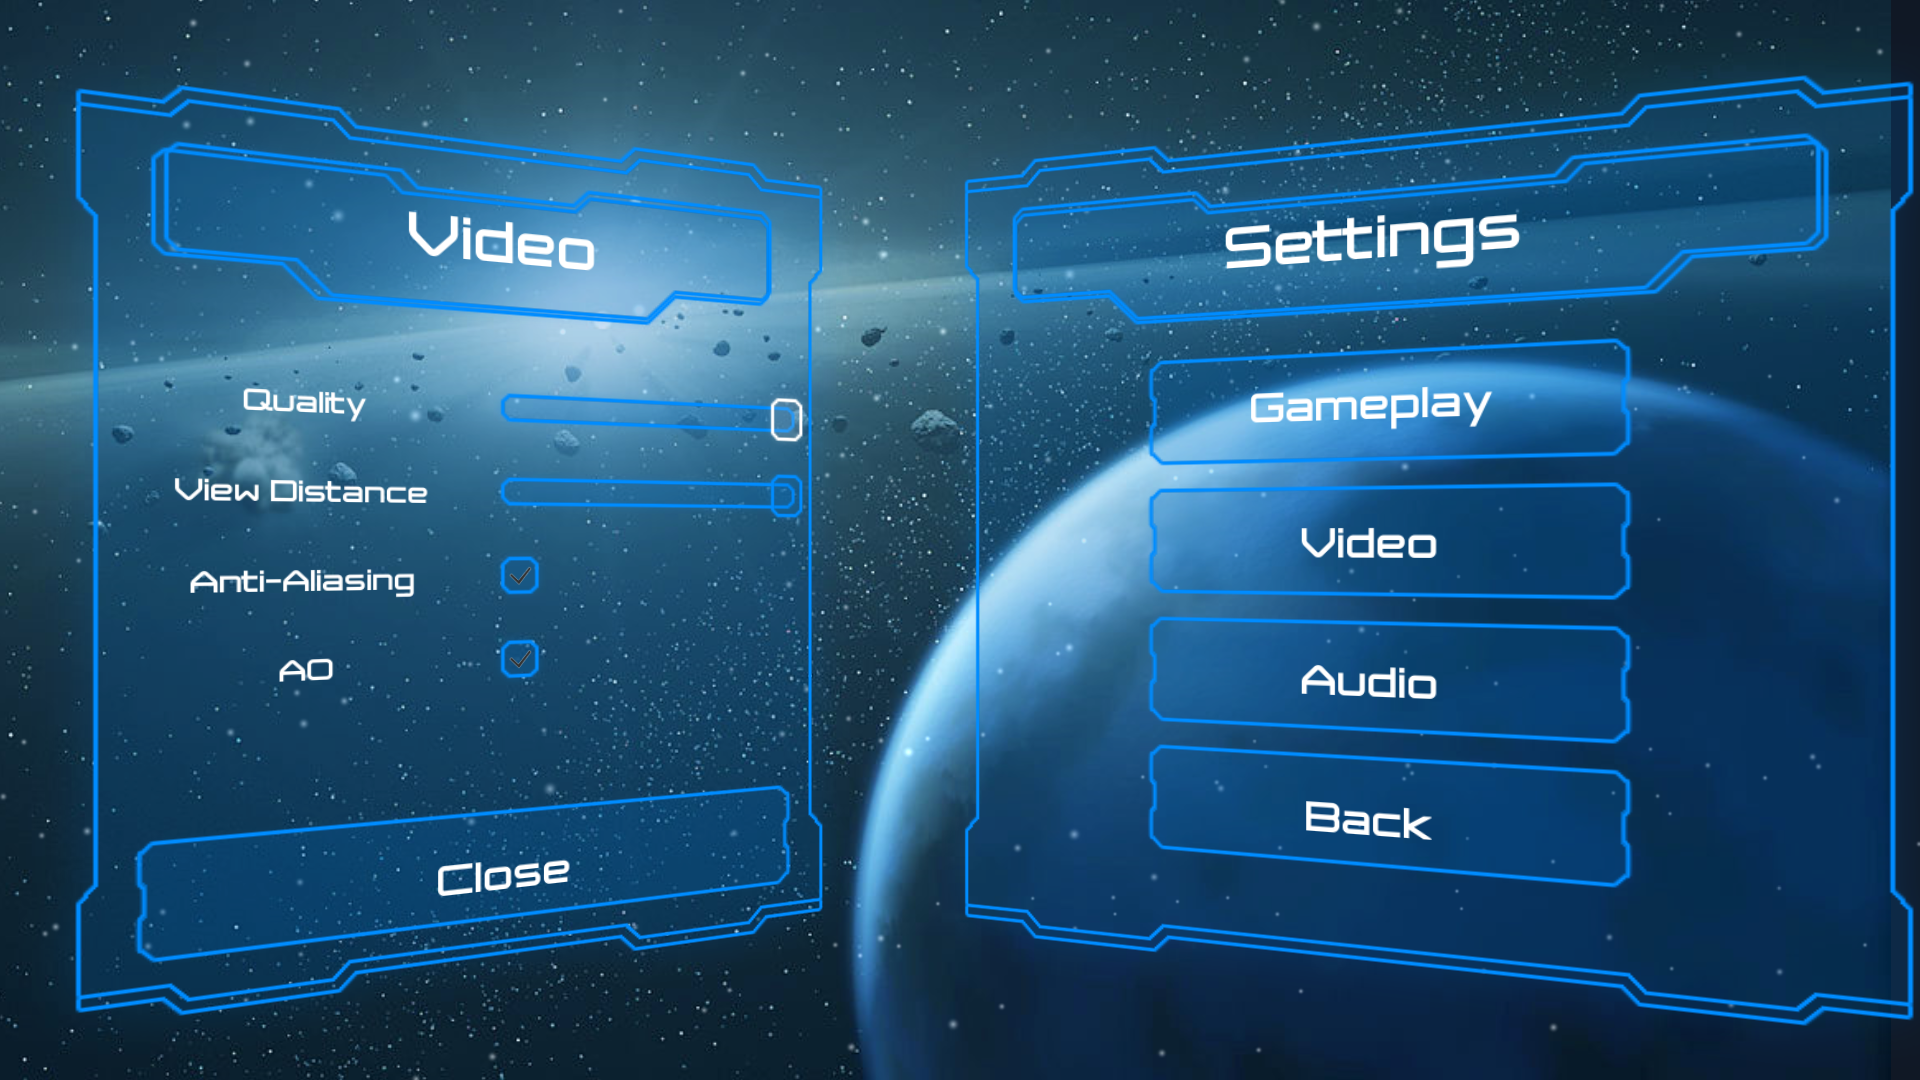 Video
Quality
View Distance
Anti-Aliasing
AO
Close
Settings
Gameplay
Video
Audio
Back